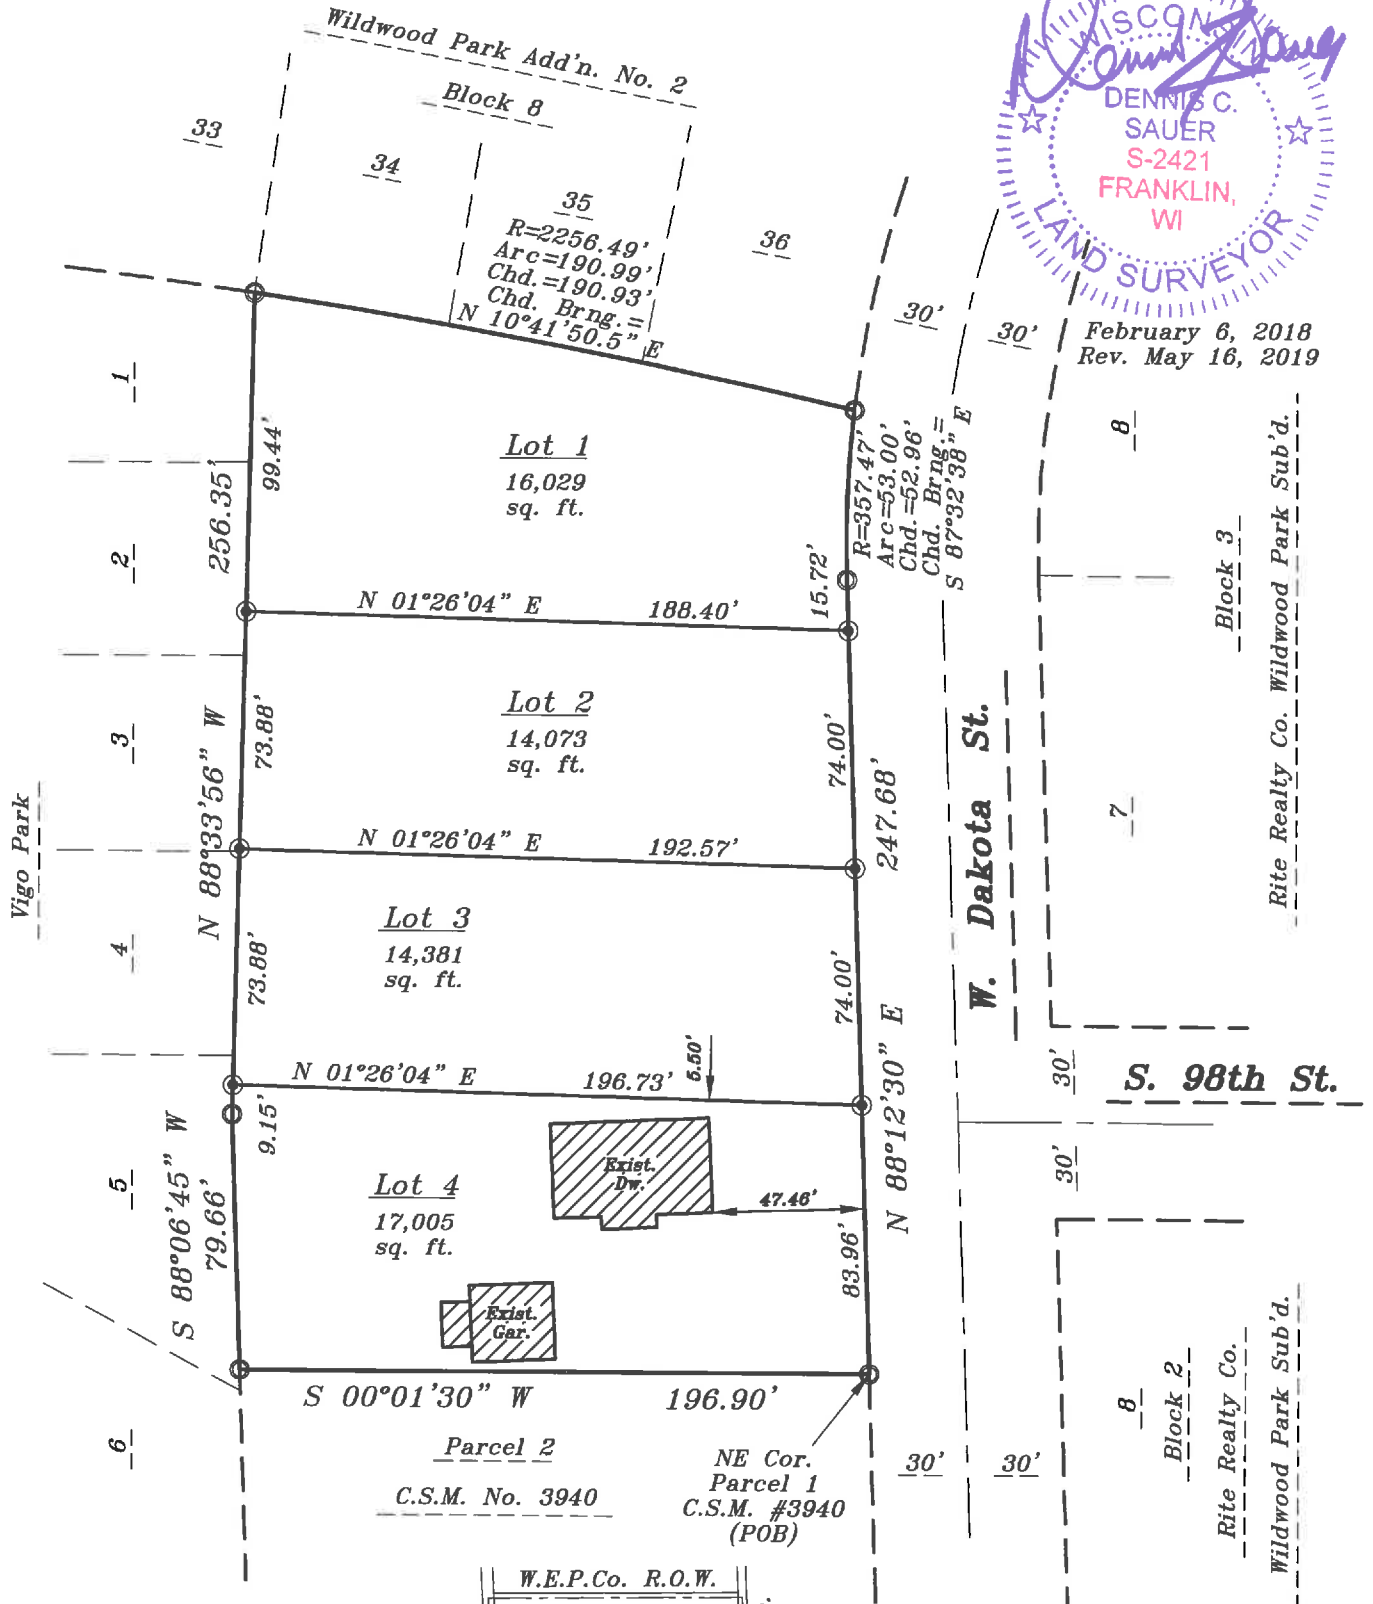 Wildwood Park Add'n. No. 2
Block 8
33
34
35
36
R=2256.49'
Arc=190.99'
Chd.=190.93'
Chd. Brng.=
N 10°41'50.5" E
WISCONSIN
DENNIS C.
SAUER
S-2421
FRANKLIN,
WI
LAND SURVEYOR
February 6, 2018
Rev. May 16, 2019
30'
30'
R=357.47'
Arc=53.00'
Chd.=52.96'
Chd. Brng.=
S 87°32'38" E
1
2
3
4
5
6
Vigo Park
256.35'
99.44'
Lot 1
16,029
sq. ft.
15.72'
N 01°26'04" E 188.40'
73.88'
Lot 2
14,073
sq. ft.
74.00'
N 88°33'56" W
247.68'
N 01°26'04" E 192.57'
73.88'
Lot 3
14,381
sq. ft.
74.00'
N 88°12'30" E
N 01°26'04" E 196.73'
5.50'
9.15'
Lot 4
17,005
sq. ft.
Exist.
Dw.
47.46'
83.96'
S 88°06'45" W
79.66'
Exist.
Gar.
S 00°01'30" W 196.90'
Parcel 2
C.S.M. No. 3940
NE Cor.
Parcel 1
C.S.M. #3940
(POB)
W.E.P.Co. R.O.W.
W. Dakota St.
S. 98th St.
30'
30'
30'
30'
8
7
Block 3
Rite Realty Co. Wildwood Park Sub'd.
8
Block 2
Rite Realty Co.
Wildwood Park Sub'd.